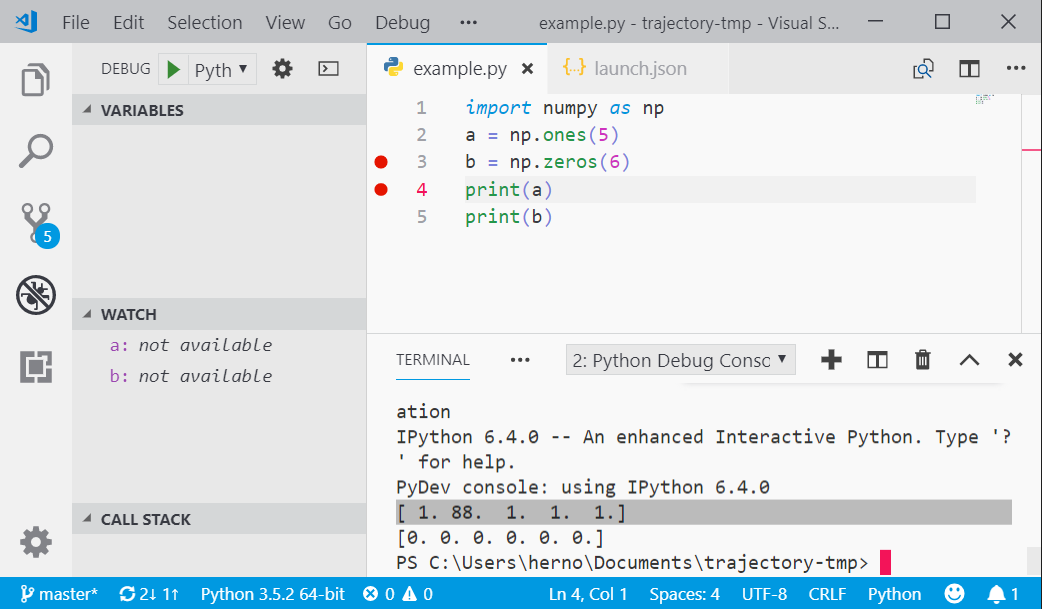 File Edit Selection View Go Debug ••• example.py - trajectory-tmp - Visual S...
DEBUG Pyth
example.py
launch.json
VARIABLES
1 import numpy as np
2 a = np.ones(5)
3 b = np.zeros(6)
4 print(a)
5 print(b)
5
WATCH
a: not available
b: not available
CALL STACK
TERMINAL ••• 2: Python Debug Consc
ation
IPython 6.4.0 -- An enhanced Interactive Python. Type '?
' for help.
PyDev console: using IPython 6.4.0
[ 1. 88.  1.  1.  1.]
[0. 0. 0. 0. 0. 0.]
PS C:\Users\herno\Documents\trajectory-tmp>
master* 2↓ 1↑ Python 3.5.2 64-bit 0 0 Ln 4, Col 1 Spaces: 4 UTF-8 CRLF Python 1